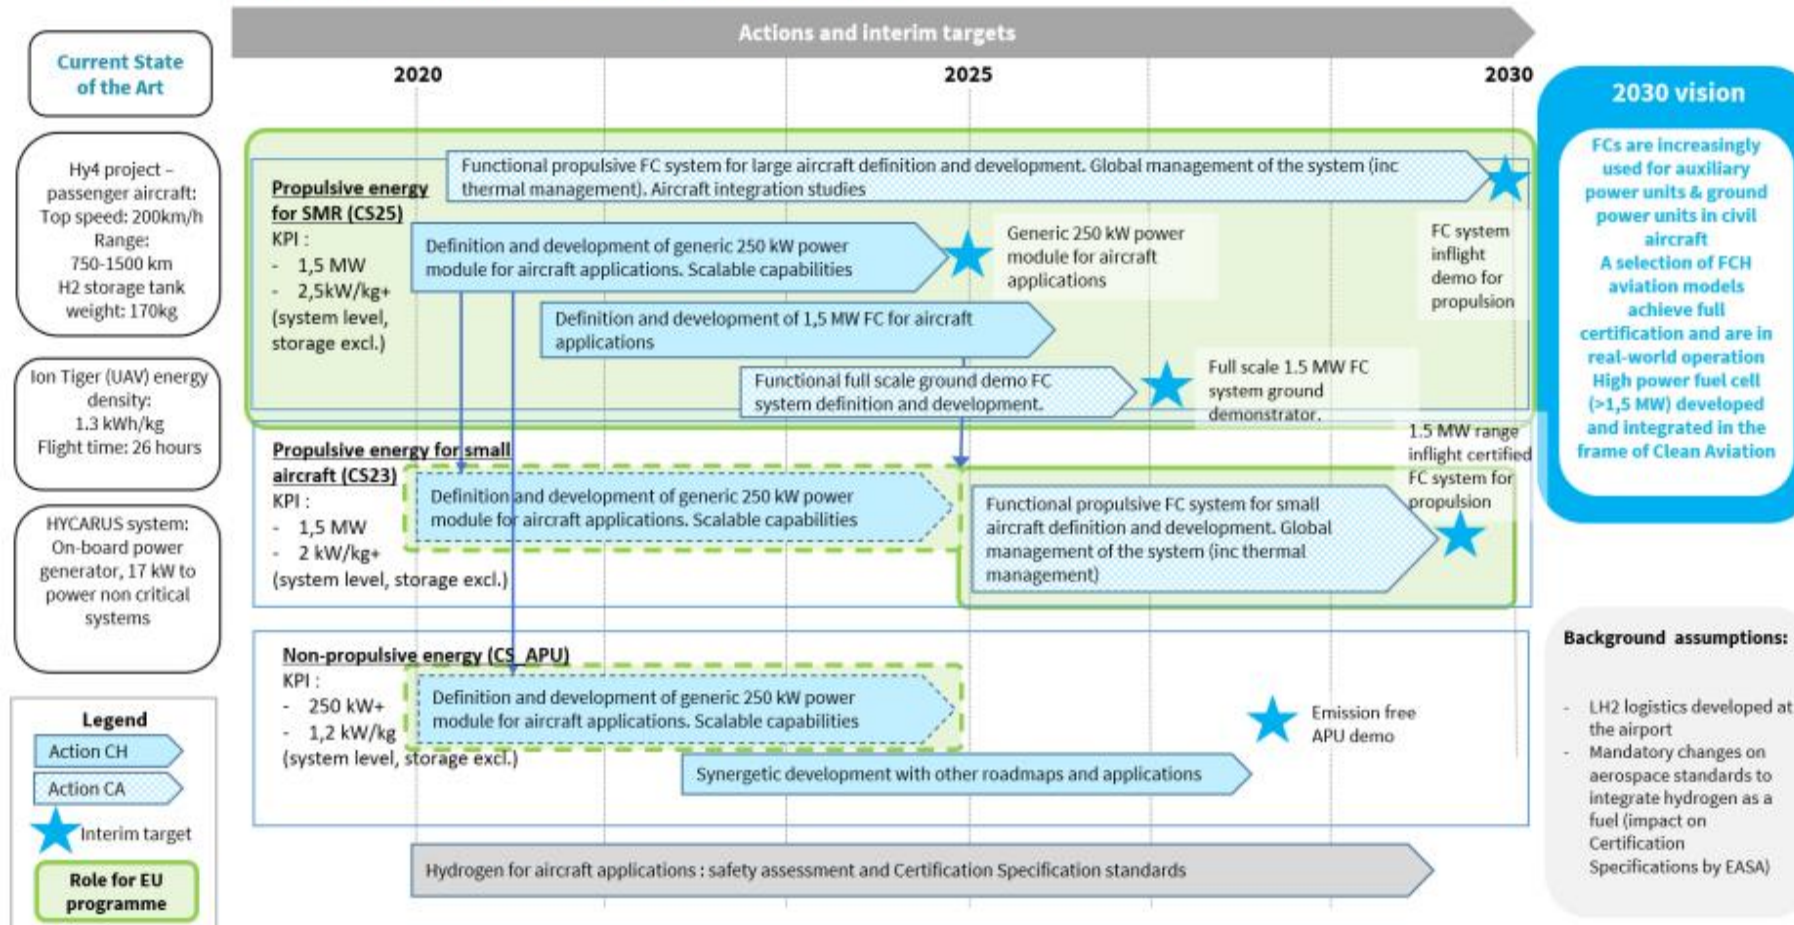 Actions and interim targets
2020
2025
2030
Current State
of the Art
Hy4 project –
passenger aircraft:
Top speed: 200km/h
Range:
750-1500 km
H2 storage tank
weight: 170kg
Ion Tiger (UAV) energy
density:
1.3 kWh/kg
Flight time: 26 hours
HYCARUS system:
On-board power
generator, 17 kW to
power non critical
systems
Legend
Action CH
Action CA
Interim target
Role for EU
programme
Propulsive energy
for SMR (CS25)
KPI :
- 1,5 MW
- 2,5kW/kg+
(system level,
storage excl.)
Functional propulsive FC system for large aircraft definition and development. Global management of the system (inc
thermal management). Aircraft integration studies
FC system
inflight
demo for
propulsion
Definition and development of generic 250 kW power
module for aircraft applications. Scalable capabilities
Generic 250 kW power
module for aircraft
applications
Definition and development of 1,5 MW FC for aircraft
applications
Functional full scale ground demo FC
system definition and development.
Full scale 1.5 MW FC
system ground
demonstrator.
Propulsive energy for small
aircraft (CS23)
KPI :
- 1,5 MW
- 2 kW/kg+
(system level, storage excl.)
Definition and development of generic 250 kW power
module for aircraft applications. Scalable capabilities
Functional propulsive FC system for small
aircraft definition and development. Global
management of the system (inc thermal
management)
1.5 MW range
inflight certified
FC system for
propulsion
Non-propulsive energy (CS_APU)
KPI :
- 250 kW+
- 1,2 kW/kg
(system level, storage excl.)
Definition and development of generic 250 kW power
module for aircraft applications. Scalable capabilities
Synergetic development with other roadmaps and applications
Emission free
APU demo
Hydrogen for aircraft applications : safety assessment and Certification Specification standards
2030 vision
FCs are increasingly
used for auxiliary
power units & ground
power units in civil
aircraft
A selection of FCH
aviation models
achieve full
certification and are in
real-world operation
High power fuel cell
(>1,5 MW) developed
and integrated in the
frame of Clean Aviation
Background assumptions:
- LH2 logistics developed at
the airport
- Mandatory changes on
aerospace standards to
integrate hydrogen as a
fuel (impact on
Certification
Specifications by EASA)